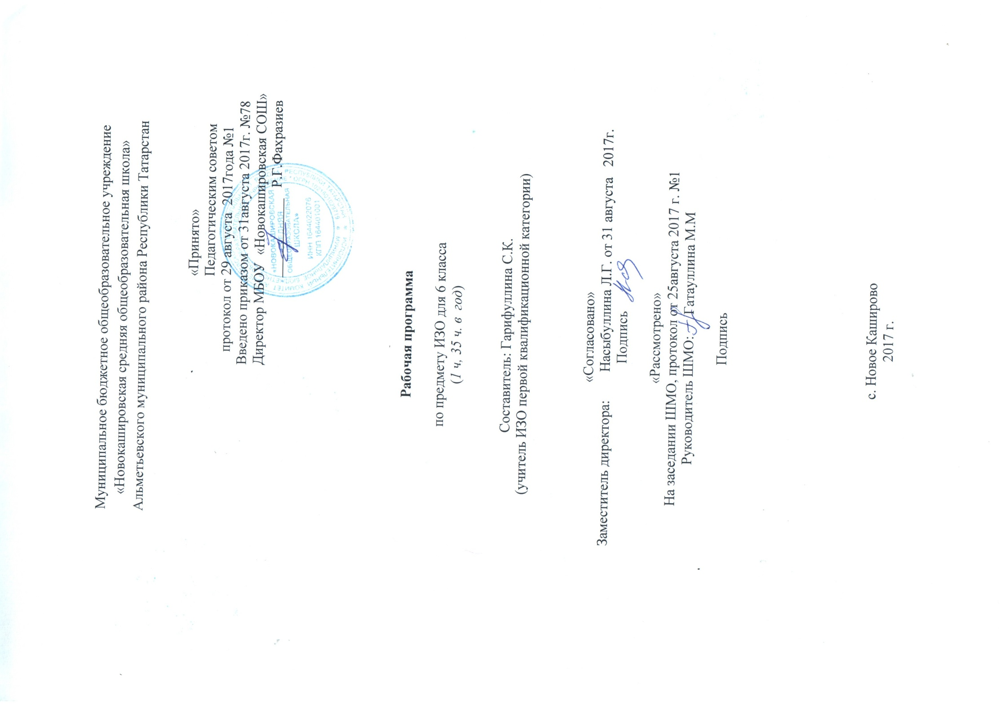 Муниципальное бюджетное общеобразовательное учреждение
«Новокашировская средняя общеобразовательная школа»
Альметьевского муниципального района Республики Татарстан
«Принято»
Педагогическим советом
протокол от 29 августа 2017года №1
Введено приказом от 31августа 2017г. №78
Директор МБОУ «Новокашировская СОШ»
Р.Г.Фахразиев
«НОВОКАШИРОВСКАЯ
СРЕДНЯЯ
ОБЩЕОБРАЗОВАТЕЛЬНАЯ
ШКОЛА»
ИНН 1644022076
КПП 164401001
Рабочая программа
по предмету ИЗО для 6 класса
(1 ч, 35 ч. в год)
Составитель: Гарифуллина С.К.
(учитель ИЗО первой квалификационной категории)
«Согласовано»
Заместитель директора: Насыбуллина Л.Г. от 31 августа 2017г.
Подпись
«Рассмотрено»
На заседании ШМО, протокол от 25августа 2017 г. №1
Руководитель ШМО: Гатауллина М.М
Подпись
с. Новое Каширово
2017 г.